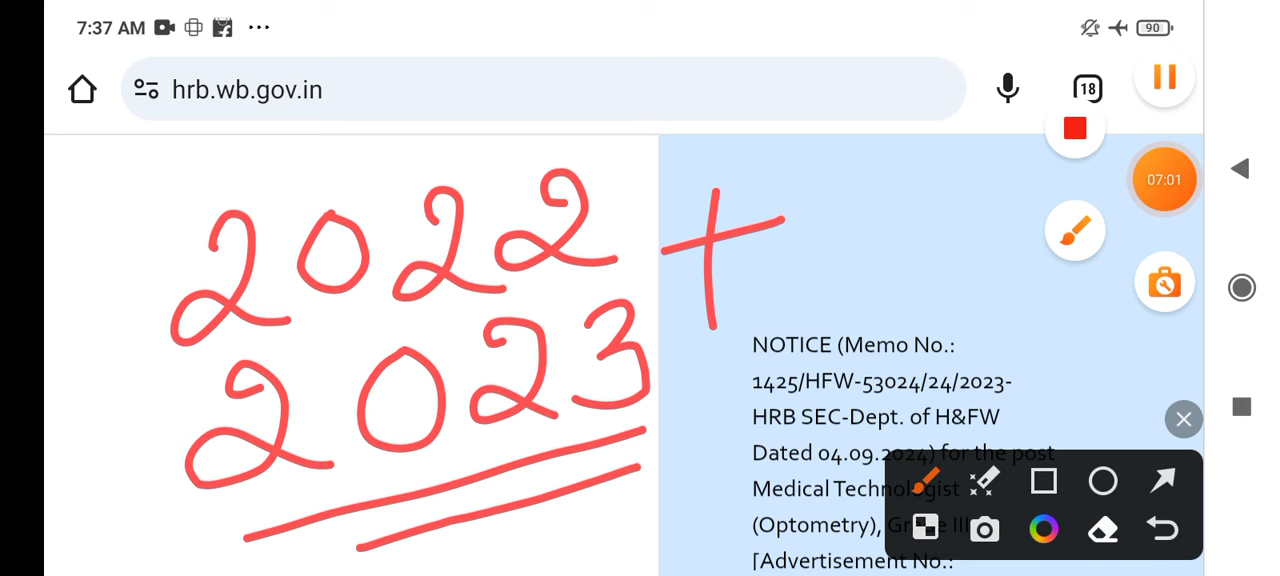 7:37 AM
90
hrb.wb.gov.in
18
07:01
2022 +
2023
NOTICE (Memo No.:
1425/HFW-53024/24/2023-
HRB SEC-Dept. of H&FW
Dated 04.09.2024) for the post
Medical Technologist
(Optometry), Grade III
[Advertisement No.: